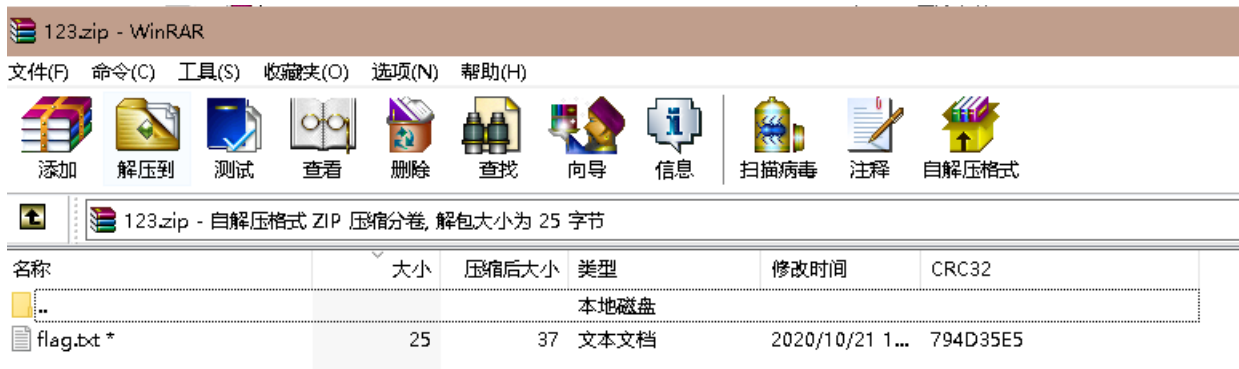 123.zip - WinRAR
文件(F) 命令(C) 工具(S) 收藏夹(O) 选项(N) 帮助(H)
添加 解压到 测试 查看 删除 查找 向导 信息 扫描病毒 注释 自解压格式
123.zip - 自解压格式 ZIP 压缩分卷, 解包大小为 25 字节
名称 大小 压缩后大小 类型 修改时间 CRC32
.. 本地磁盘
flag.txt * 25 37 文本文档 2020/10/21 1... 794D35E5